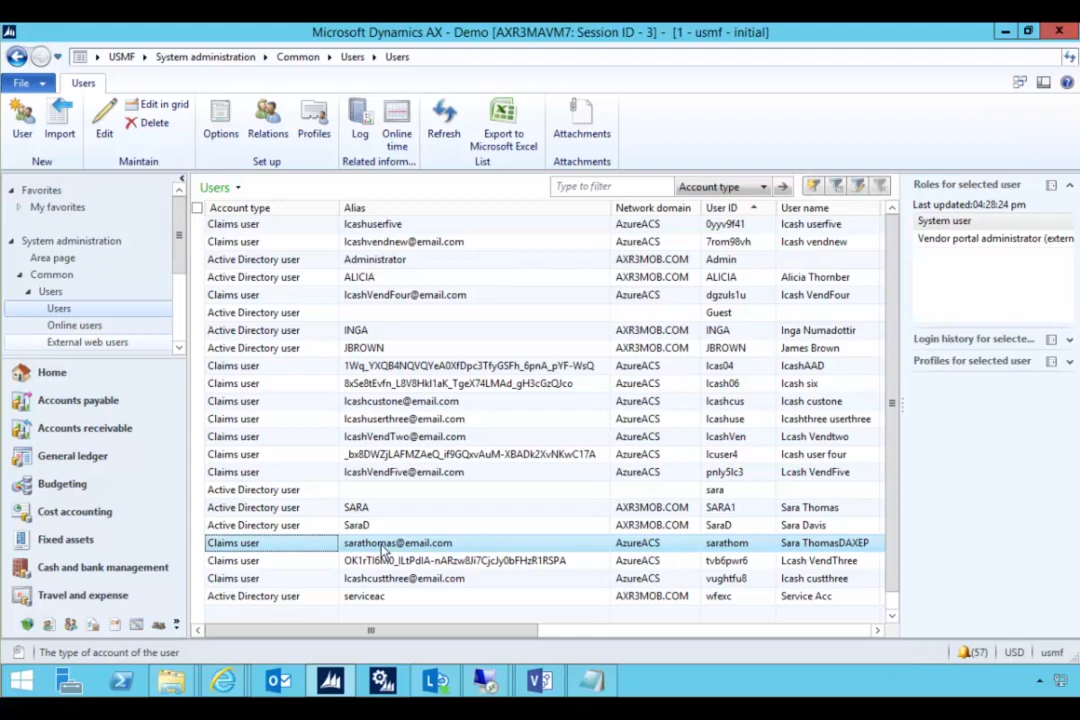 Microsoft Dynamics AX - Demo [AXR3MAVM7: Session ID - 3] - [1 - usmf - initial]
USMF System administration Common Users Users
File Users
User Import Edit Edit in grid Delete Options Relations Profiles Log Online time Refresh Export to Microsoft Excel Attachments
New Maintain Set up Related inform... List Attachments
Favorites
My favorites
System administration
Area page
Common
Users
Users
Online users
External web users
Home
Accounts payable
Accounts receivable
General ledger
Budgeting
Cost accounting
Fixed assets
Cash and bank management
Travel and expense
Users Type to filter Account type
Account type Alias Network domain User ID User name
Claims user lcashuserfive AzureACS 0yyv9f41 lcash userfive
Claims user lcashvendnew@email.com AzureACS 7rom98vh lcash vendnew
Active Directory user Administrator AXR3MOB.COM Admin
Active Directory user ALICIA AXR3MOB.COM ALICIA Alicia Thornber
Claims user lcashVendFour@email.com AzureACS dgzuls1u lcash VendFour
Active Directory user Guest
Active Directory user INGA AXR3MOB.COM INGA Inga Numadottir
Active Directory user JBROWN AXR3MOB.COM JBROWN James Brown
Claims user AzureACS lcas04 lcashAAD
Claims user AzureACS lcash06 lcash six
Claims user lcashcustone@email.com AzureACS lcashcus lcash custone
Claims user lcashuserthree@email.com AzureACS lcashuse lcashthree userthree
Claims user lcashVendTwo@email.com AzureACS lcashVen Lcash Vendtwo
Claims user AzureACS lcuser4 lcash user four
Claims user lcashVendFive@email.com AzureACS pnly5lc3 Lcash VendFive
Active Directory user sara
Active Directory user SARA AXR3MOB.COM SARA1 Sara Thomas
Active Directory user SaraD AXR3MOB.COM SaraD Sara Davis
Claims user sarathomas@email.com AzureACS sarathom Sara ThomasDAXEP
Claims user AzureACS tvb6pwr6 Lcash VendThree
Claims user lcashcustthree@email.com AzureACS vughtfu8 lcash custthree
Active Directory user serviceac AXR3MOB.COM wfexc Service Acc
Roles for selected user
Last updated:04:28:24 pm
System user
Vendor portal administrator (extern
Login history for selecte...
Profiles for selected user
The type of account of the user (57) USD usmf